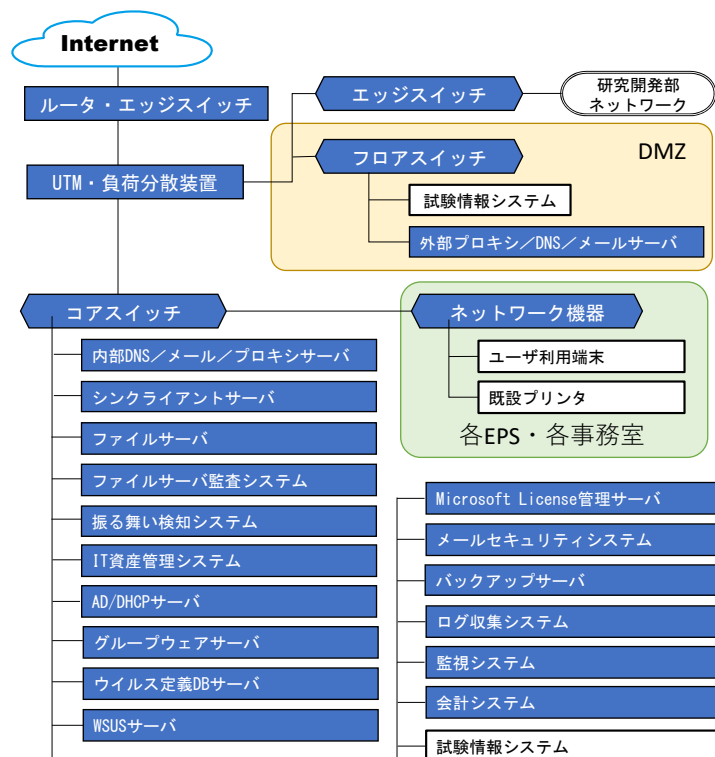 Internet
ルータ・エッジスイッチ
エッジスイッチ
研究開発部
ネットワーク
DMZ
フロアスイッチ
UTM・負荷分散装置
試験情報システム
外部プロキシ/DNS/メールサーバ
コアスイッチ
ネットワーク機器
内部DNS/メール/プロキシサーバ
ユーザ利用端末
シンクライアントサーバ
既設プリンタ
ファイルサーバ
各EPS・各事務室
ファイルサーバ監査システム
振る舞い検知システム
IT資産管理システム
AD/DHCPサーバ
グループウェアサーバ
ウイルス定義DBサーバ
WSUSサーバ
Microsoft License管理サーバ
メールセキュリティシステム
バックアップサーバ
ログ収集システム
監視システム
会計システム
試験情報システム